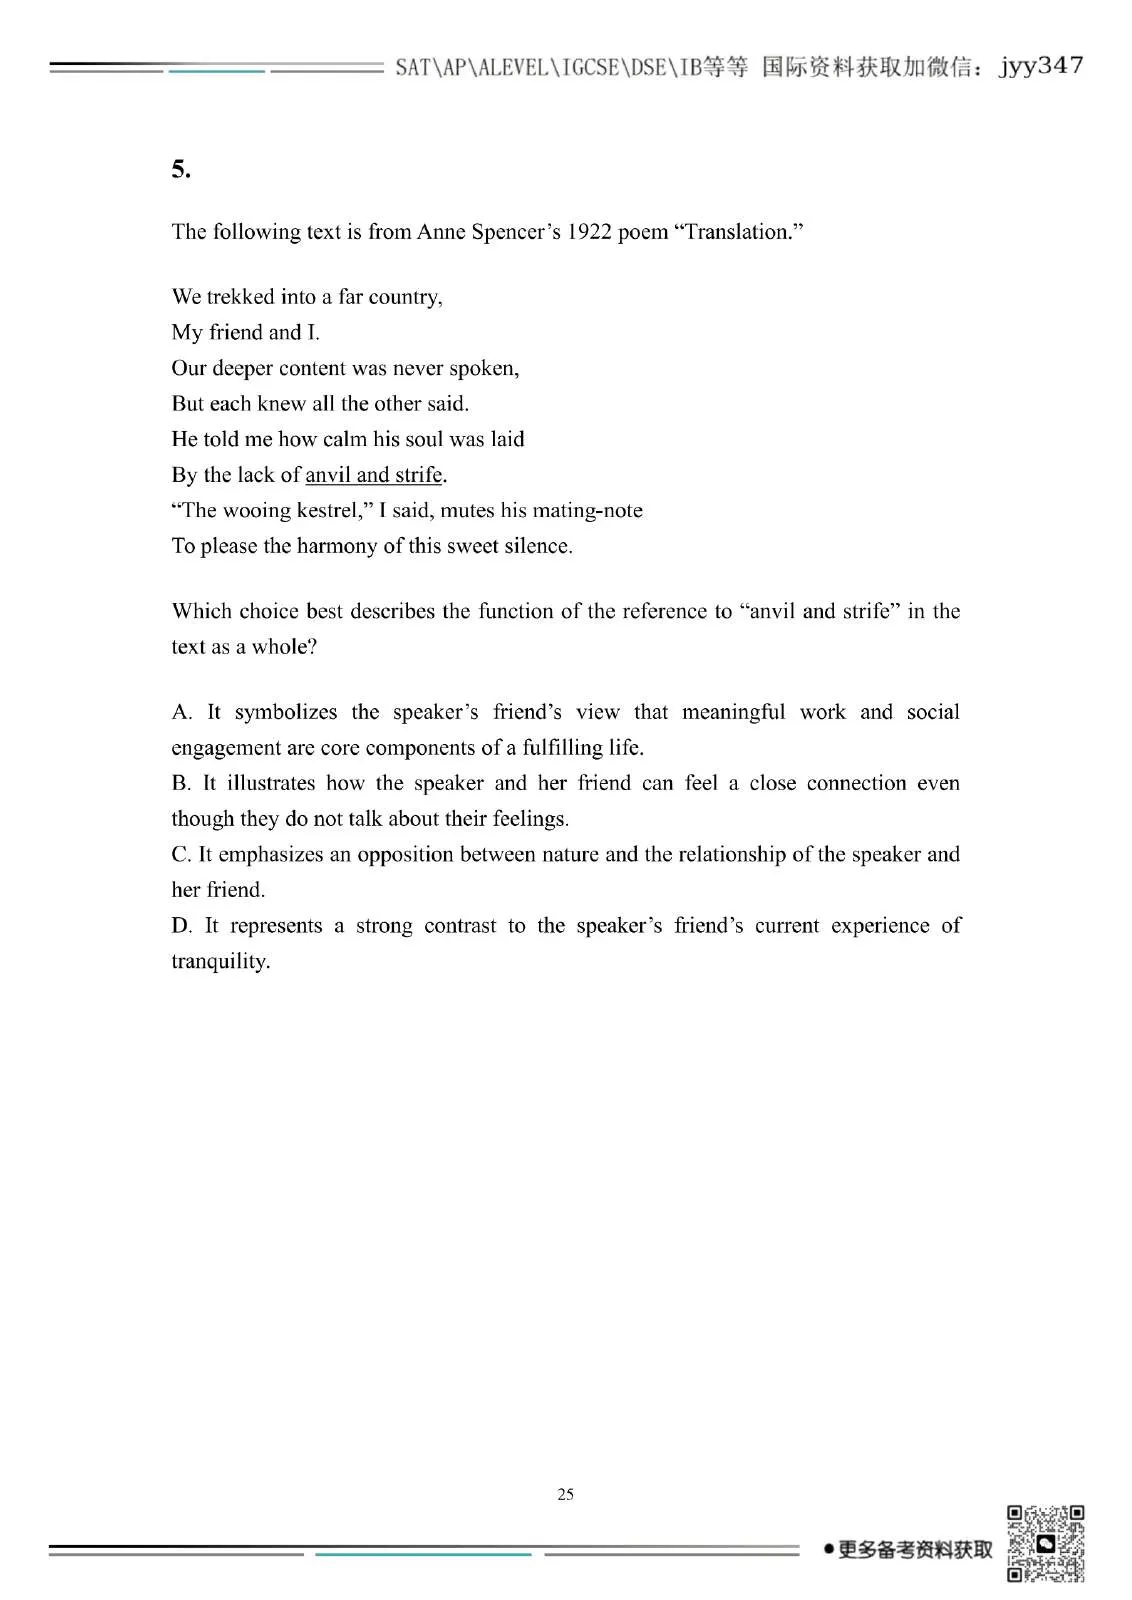 SAT\AP\ALEVEL\IGCSE\DSE\IB等等 国际资料获取加微信：jyy347
5.
The following text is from Anne Spencer’s 1922 poem “Translation.”
We trekked into a far country,
My friend and I.
Our deeper content was never spoken,
But each knew all the other said.
He told me how calm his soul was laid
By the lack of anvil and strife.
“The wooing kestrel,” I said, mutes his mating-note
To please the harmony of this sweet silence.
Which choice best describes the function of the reference to “anvil and strife” in the
text as a whole?
A. It symbolizes the speaker’s friend’s view that meaningful work and social
engagement are core components of a fulfilling life.
B. It illustrates how the speaker and her friend can feel a close connection even
though they do not talk about their feelings.
C. It emphasizes an opposition between nature and the relationship of the speaker and
her friend.
D. It represents a strong contrast to the speaker’s friend’s current experience of
tranquility.
25
●更多备考资料获取